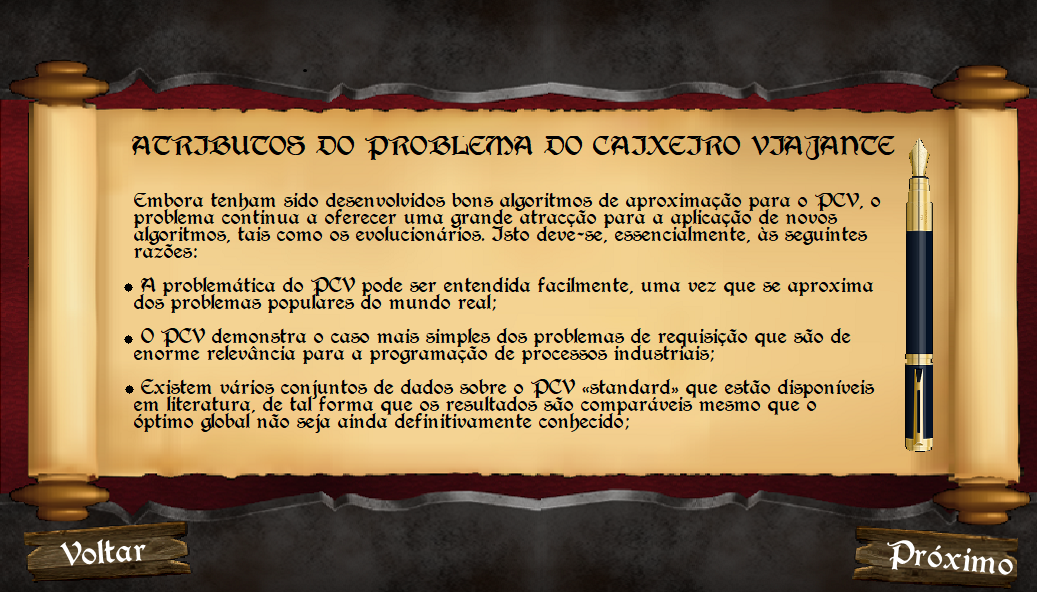 ATRIBUTOS DO PROBLEMA DO CAIXEIRO VIAJANTE
Embora tenham sido desenvolvidos bons algoritmos de aproximação para o PCV, o
problema continua a oferecer uma grande atracção para a aplicação de novos
algoritmos, tais como os evolucionários. Isto deve-se, essencialmente, às seguintes
razões:
• A problemática do PCV pode ser entendida facilmente, uma vez que se aproxima
dos problemas populares do mundo real;
• O PCV demonstra o caso mais simples dos problemas de requisição que são de
enorme relevância para a programação de processos industriais;
• Existem vários conjuntos de dados sobre o PCV «standard» que estão disponíveis
em literatura, de tal forma que os resultados são comparáveis mesmo que o
óptimo global não seja ainda definitivamente conhecido;
Voltar
Próximo